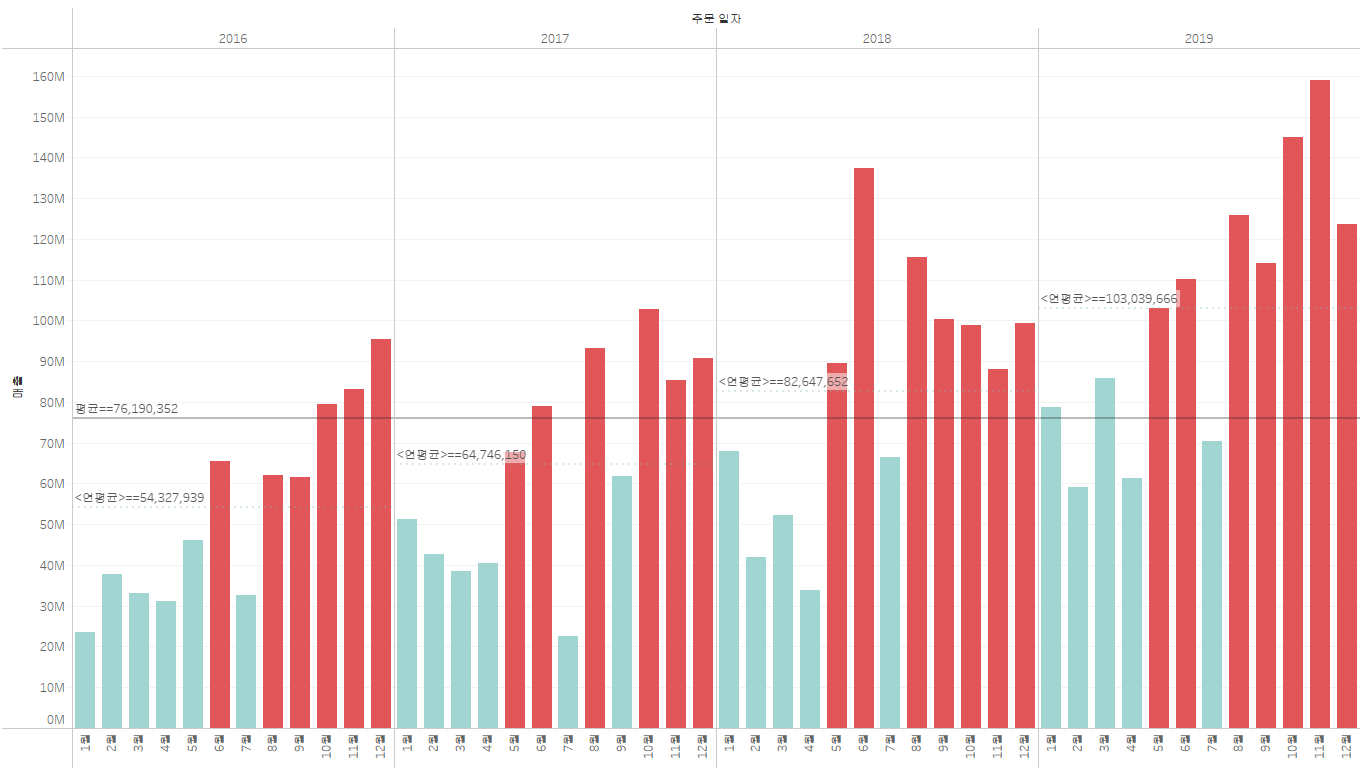 주문 일자
2016 2017 2018 2019
160M
150M
140M
130M
120M
110M
100M
90M
80M
70M
60M
50M
40M
30M
20M
10M
0M
매출
<연평균>==103,039,666
<연평균>==82,647,652
평균==76,190,352
<연평균>==64,746,150
<연평균>==54,327,939
1월 2월 3월 4월 5월 6월 7월 8월 9월 10월 11월 12월 1월 2월 3월 4월 5월 6월 7월 8월 9월 10월 11월 12월 1월 2월 3월 4월 5월 6월 7월 8월 9월 10월 11월 12월 1월 2월 3월 4월 5월 6월 7월 8월 9월 10월 11월 12월